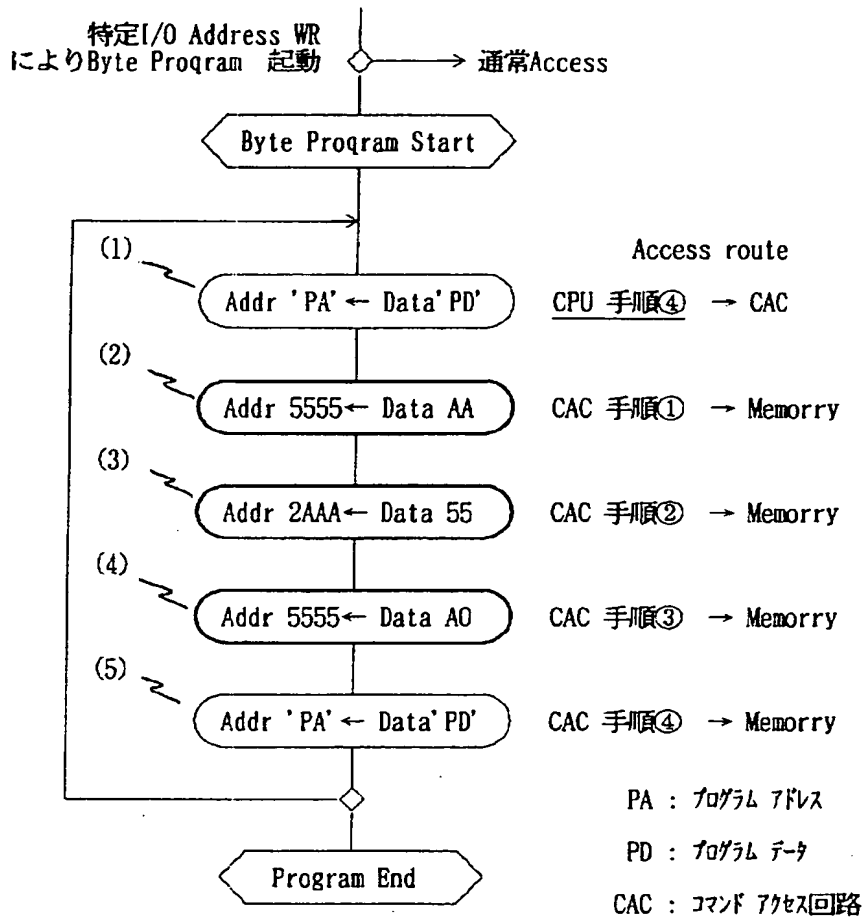 特定I/O Address WR
によりByte Proqram 起動
→ 通常Access
Byte Proqram Start
Access route
(1)
Addr 'PA'← Data'PD'
CPU 手順④ → CAC
(2)
Addr 5555← Data AA
CAC 手順① → Memorry
(3)
Addr 2AAA← Data 55
CAC 手順② → Memorry
(4)
Addr 5555← Data A0
CAC 手順③ → Memorry
(5)
Addr 'PA'← Data'PD'
CAC 手順④ → Memorry
PA : プログラム アドレス
PD : プログラム データ
Program End
CAC : コマンド アクセス回路